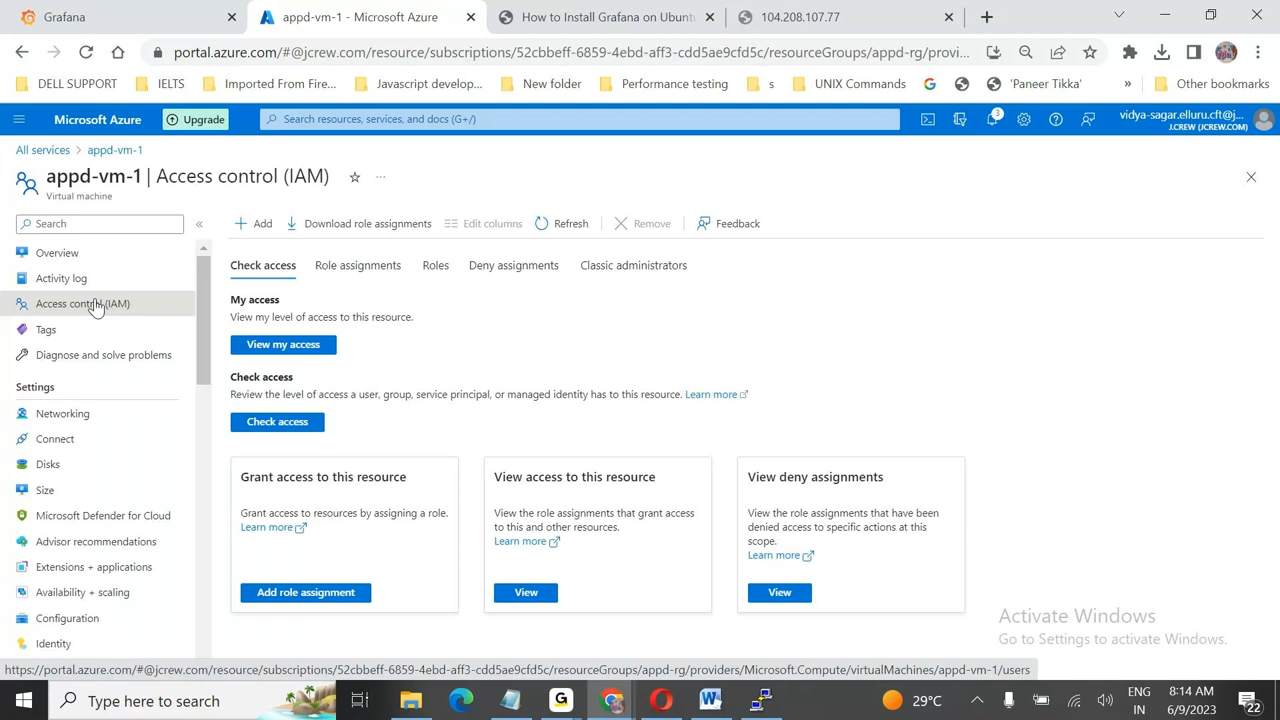 Grafana
appd-vm-1 - Microsoft Azure
How to Install Grafana on Ubunt
104.208.107.77
portal.azure.com/#@jcrew.com/resource/subscriptions/52cbbeff-6859-4ebd-aff3-cdd5ae9cfd5c/resourceGroups/appd-rg/provi...
DELL SUPPORT
IELTS
Imported From Fire...
Javascript develop...
New folder
Performance testing
s
UNIX Commands
'Paneer Tikka'
»
Other bookmarks
Microsoft Azure
Upgrade
Search resources, services, and docs (G+/)
3
vidya-sagar.elluru.cft@j...
J.CREW (JCREW.COM)
All services > appd-vm-1
appd-vm-1 | Access control (IAM)
Virtual machine
Search
«
Add
Download role assignments
Edit columns
Refresh
Remove
Feedback
Overview
Activity log
Access control (IAM)
Tags
Diagnose and solve problems
Settings
Networking
Connect
Disks
Size
Microsoft Defender for Cloud
Advisor recommendations
Extensions + applications
Availability + scaling
Configuration
Identity
Check access
Role assignments
Roles
Deny assignments
Classic administrators
My access
View my level of access to this resource.
View my access
Check access
Review the level of access a user, group, service principal, or managed identity has to this resource. Learn more
Check access
Grant access to this resource
Grant access to resources by assigning a role.
Learn more
Add role assignment
View access to this resource
View the role assignments that grant access
to this and other resources.
Learn more
View
View deny assignments
View the role assignments that have been
denied access to specific actions at this
scope.
Learn more
View
Activate Windows
Go to Settings to activate Windows.
https://portal.azure.com/#@jcrew.com/resource/subscriptions/52cbbeff-6859-4ebd-aff3-cdd5ae9cfd5c/resourceGroups/appd-rg/providers/Microsoft.Compute/virtualMachines/appd-vm-1/users
Type here to search
29°C
ENG
IN
8:14 AM
6/9/2023
22